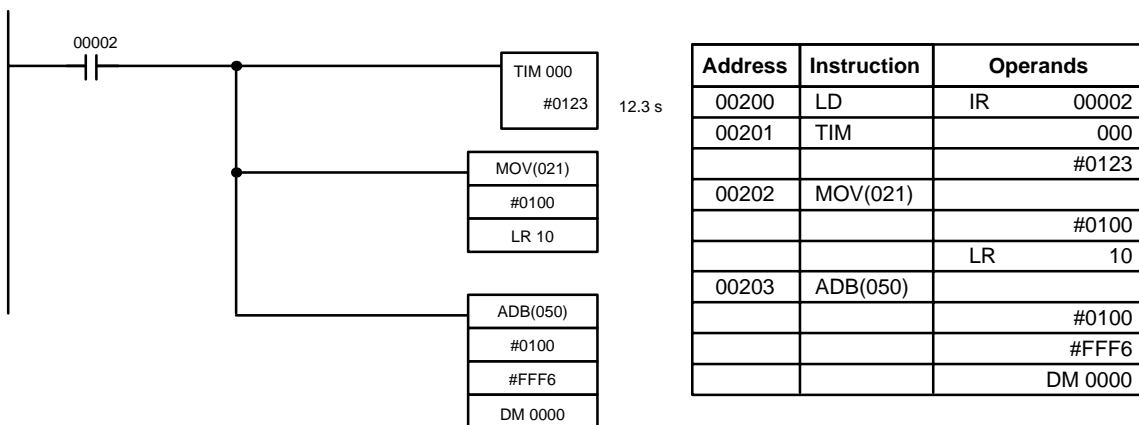 00002
TIM 000
#0123
12.3 s
MOV(021)
#0100
LR 10
ADB(050)
#0100
#FFF6
DM 0000
Address Instruction Operands
00200 LD IR 00002
00201 TIM 000
#0123
00202 MOV(021)
#0100
LR 10
00203 ADB(050)
#0100
#FFF6
DM 0000